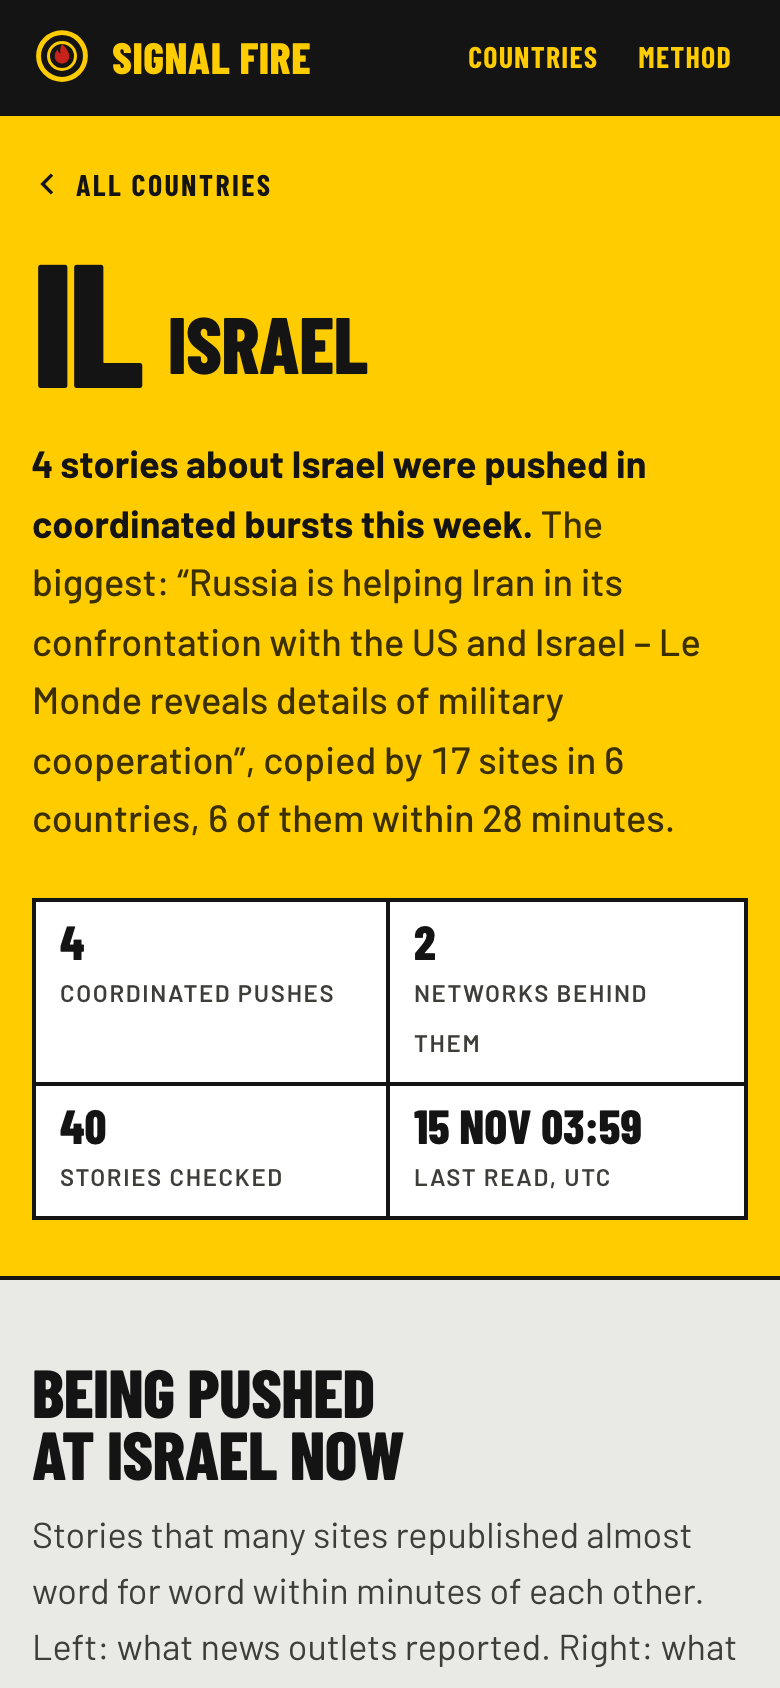 SIGNAL FIRE
COUNTRIES
METHOD
ALL COUNTRIES
IL ISRAEL
4 stories about Israel were pushed in
coordinated bursts this week. The
biggest: “Russia is helping Iran in its
confrontation with the US and Israel – Le
Monde reveals details of military
cooperation”, copied by 17 sites in 6
countries, 6 of them within 28 minutes.
4
COORDINATED PUSHES
2
NETWORKS BEHIND
THEM
40
STORIES CHECKED
15 NOV 03:59
LAST READ, UTC
BEING PUSHED
AT ISRAEL NOW
Stories that many sites republished almost
word for word within minutes of each other.
Left: what news outlets reported. Right: what